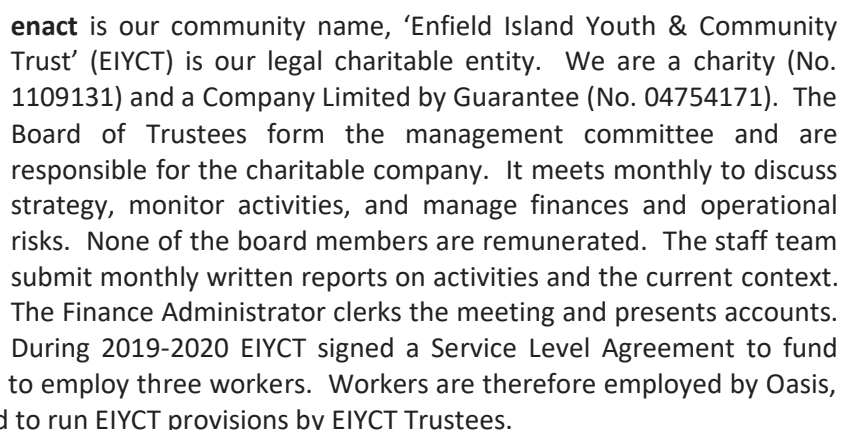 enact is our community name, ‘Enfield Island Youth & Community
Trust’ (EIYCT) is our legal charitable entity. We are a charity (No.
1109131) and a Company Limited by Guarantee (No. 04754171). The
Board of Trustees form the management committee and are
responsible for the charitable company. It meets monthly to discuss
strategy, monitor activities, and manage finances and operational
risks. None of the board members are remunerated. The staff team
submit monthly written reports on activities and the current context.
The Finance Administrator clerks the meeting and presents accounts.
During 2019-2020 EIYCT signed a Service Level Agreement to fund
to employ three workers. Workers are therefore employed by Oasis,
to run EIYCT provisions by EIYCT Trustees.